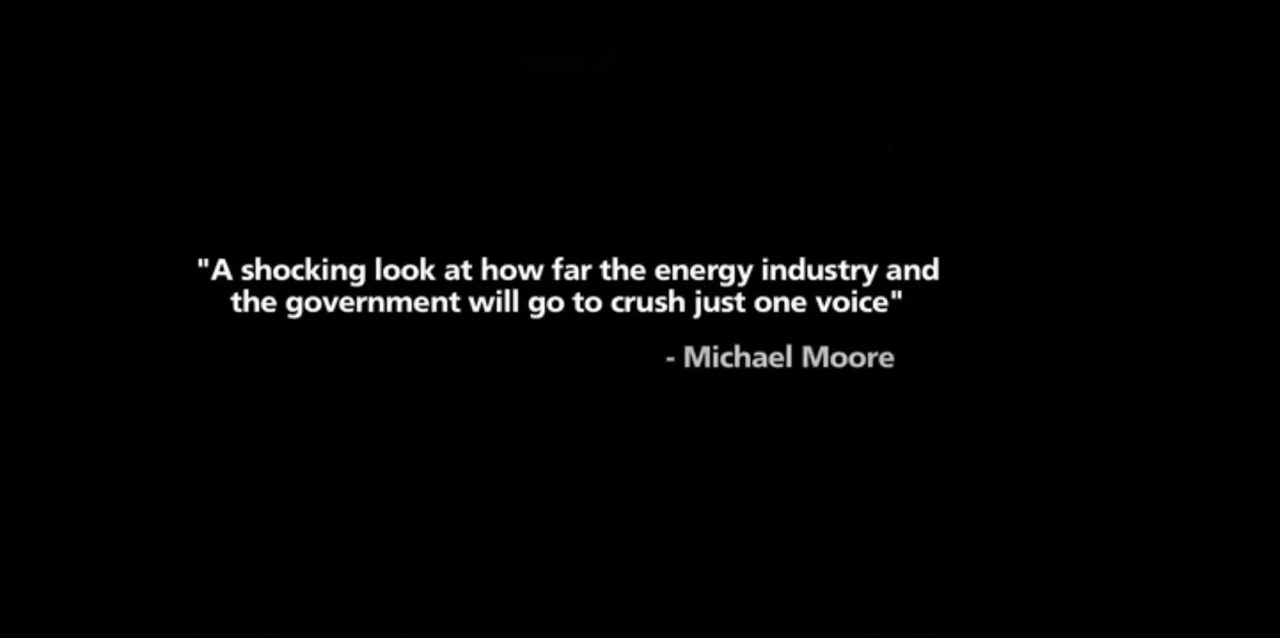 "A shocking look at how far the energy industry and
the government will go to crush just one voice"
- Michael Moore